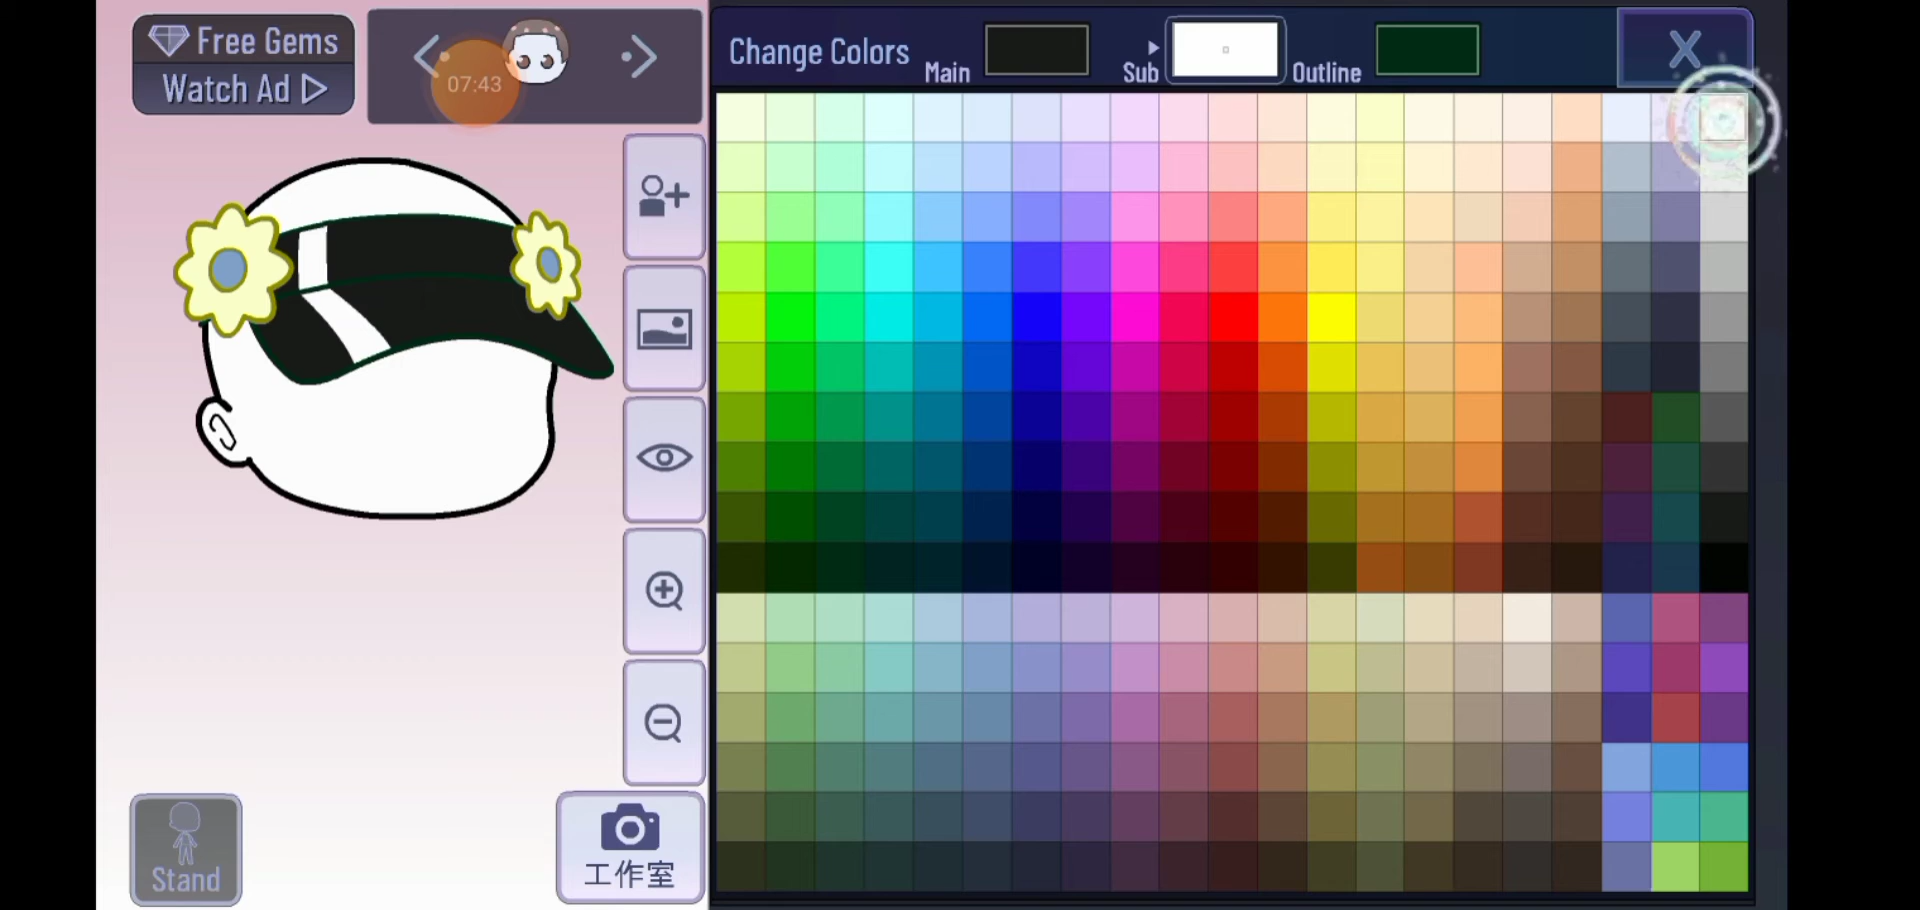 Free Gems
Watch Ad
07:43
Change Colors
Main
Sub
Outline
X
Stand
工作室